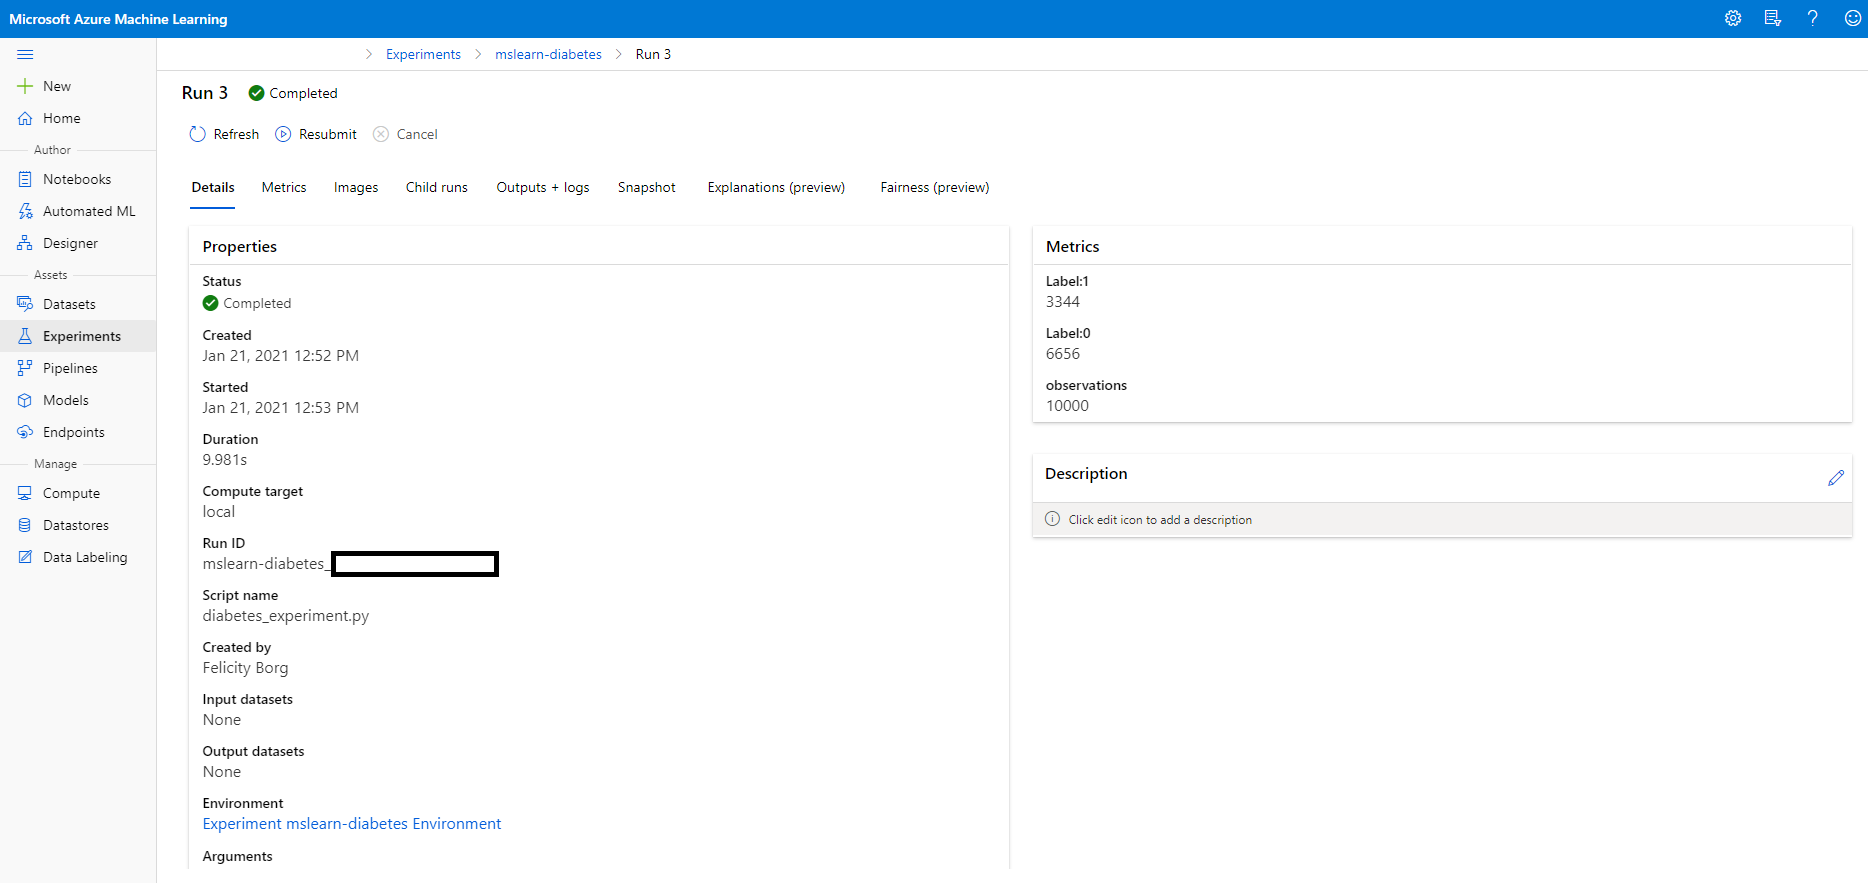 Microsoft Azure Machine Learning
Experiments
mslearn-diabetes
Run 3
New
Home
Author
Notebooks
Automated ML
Designer
Assets
Datasets
Experiments
Pipelines
Models
Endpoints
Manage
Compute
Datastores
Data Labeling
Run 3 Completed
Refresh Resubmit Cancel
Details Metrics Images Child runs Outputs + logs Snapshot Explanations (preview) Fairness (preview)
Properties
Status
Completed
Created
Jan 21, 2021 12:52 PM
Started
Jan 21, 2021 12:53 PM
Duration
9.981s
Compute target
local
Run ID
mslearn-diabetes_
Script name
diabetes_experiment.py
Created by
Felicity Borg
Input datasets
None
Output datasets
None
Environment
Experiment mslearn-diabetes Environment
Arguments
Metrics
Label:1
3344
Label:0
6656
observations
10000
Description
Click edit icon to add a description